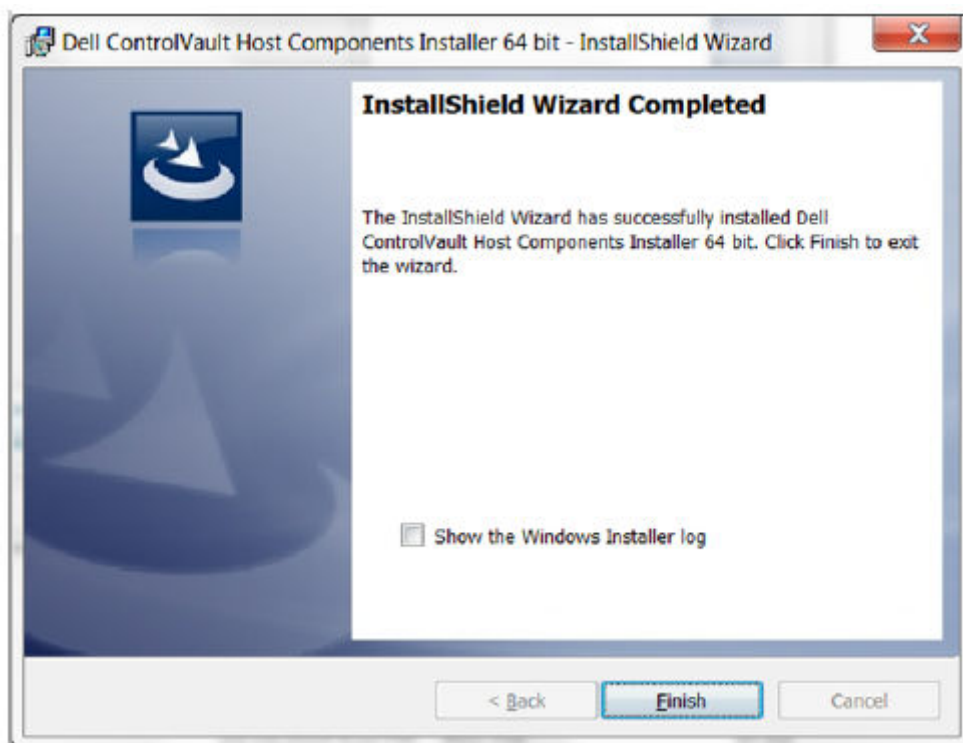 Dell ControlVault Host Components Installer 64 bit - InstallShield Wizard
InstallShield Wizard Completed
The InstallShield Wizard has successfully installed Dell
ControlVault Host Components Installer 64 bit. Click Finish to exit
the wizard.
Show the Windows Installer log
< Back
Finish
Cancel